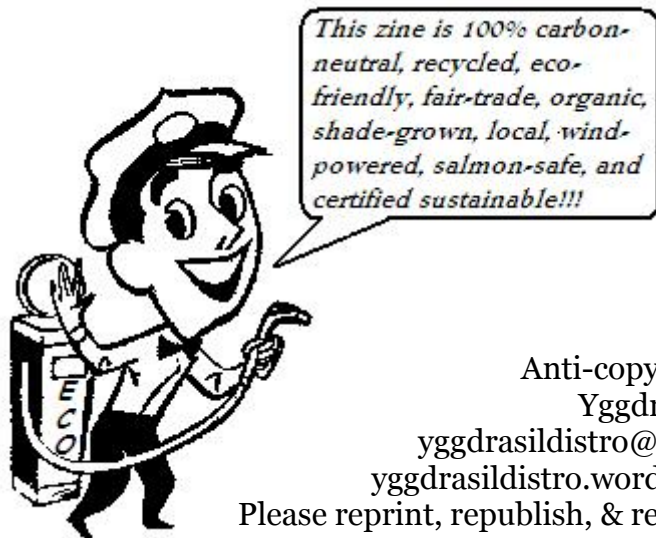 This zine is 100% carbon-
neutral, recycled, eco-
friendly, fair-trade, organic,
shade-grown, local, wind-
powered, salmon-safe, and
certified sustainable!!!
ECO
Anti-copy
Yggdr
yggdrasildistro@
yggdrasildistro.word
Please reprint, republish, & re